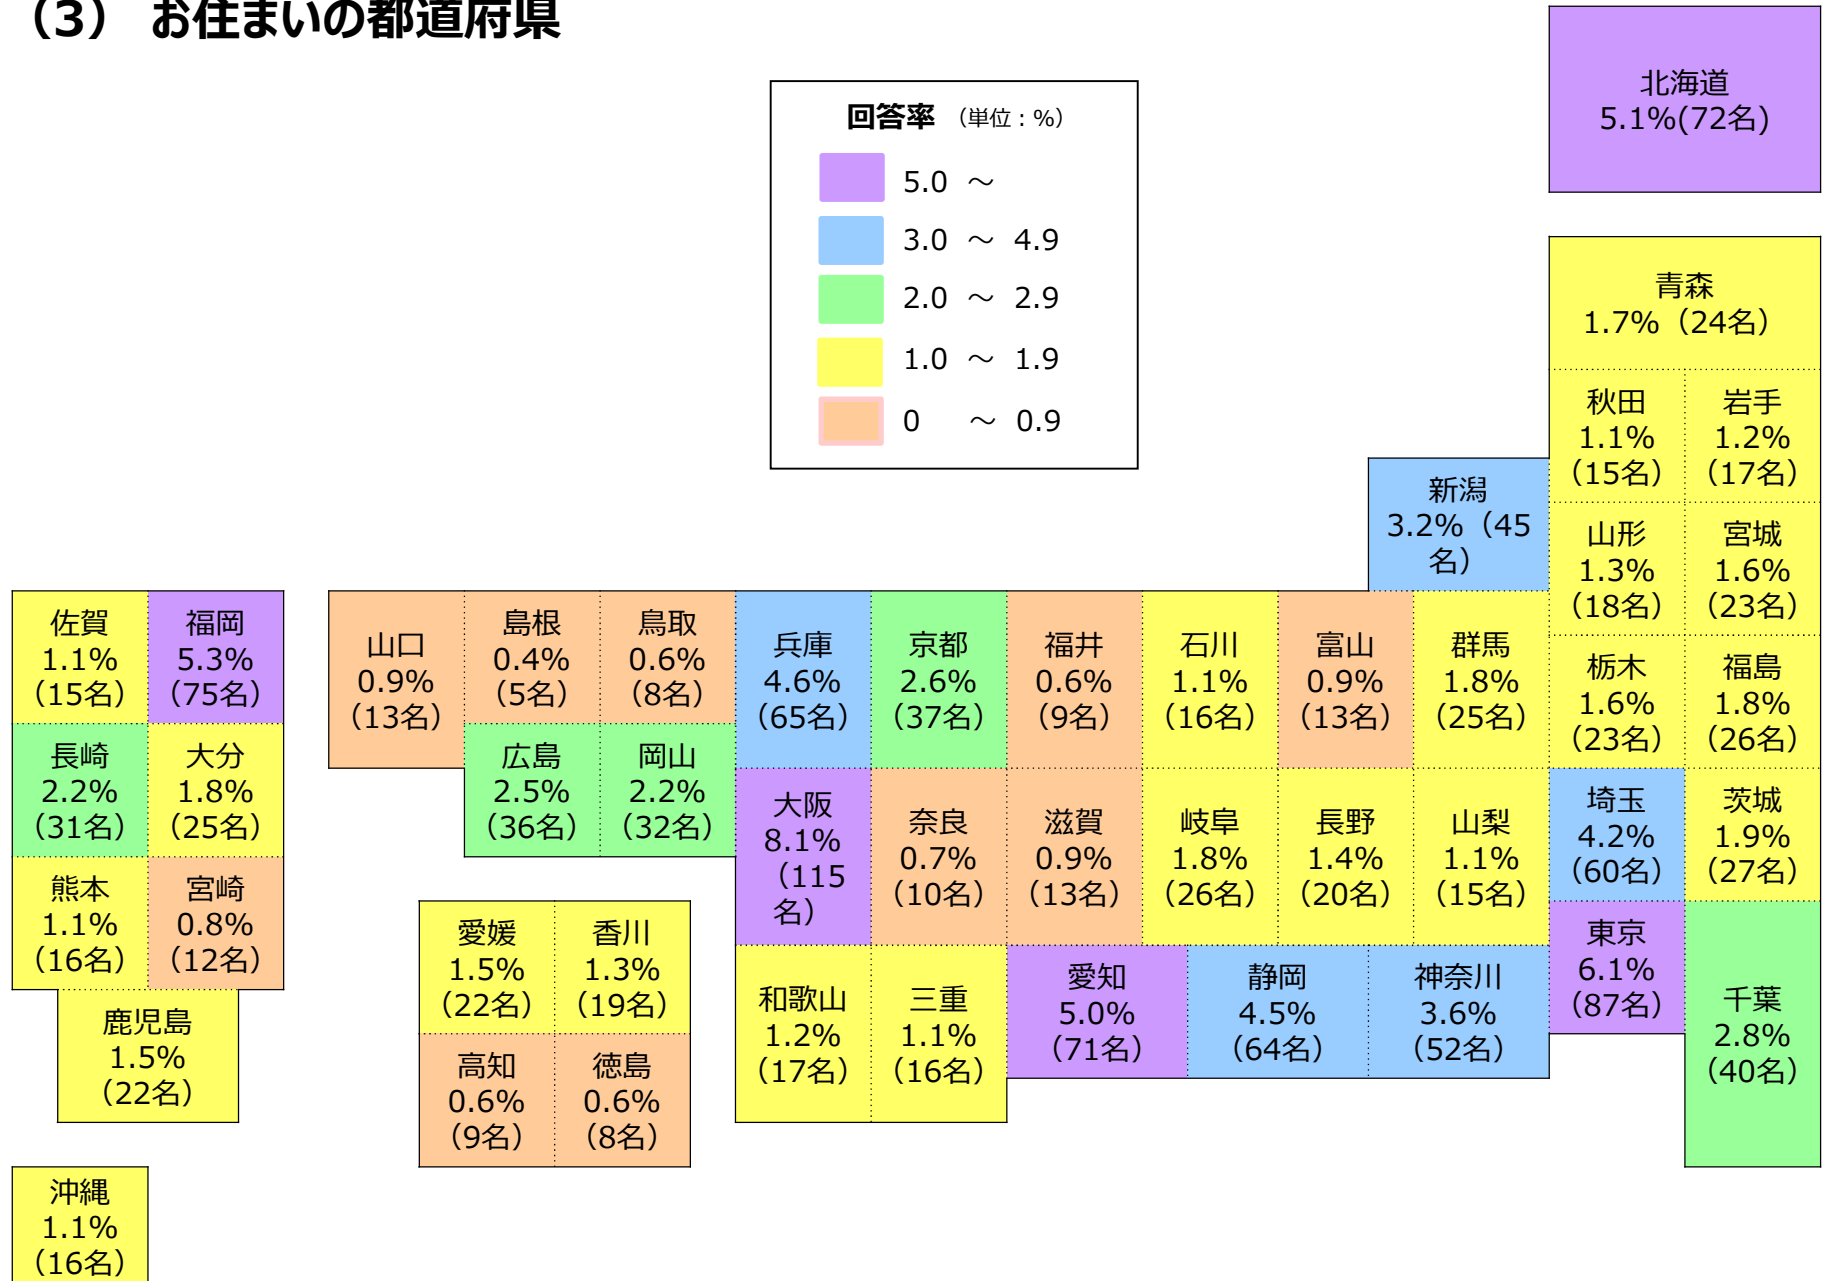 （3） お住まいの都道府県
回答率 （単位：%）
5.0 ～
3.0 ～ 4.9
2.0 ～ 2.9
1.0 ～ 1.9
0 ～ 0.9
北海道
5.1%(72名)
青森
1.7%（24名）
秋田
1.1%
（15名）
岩手
1.2%
（17名）
新潟
3.2%（45
名）
山形
1.3%
（18名）
宮城
1.6%
（23名）
佐賀
1.1%
（15名）
福岡
5.3%
（75名）
山口
0.9%
（13名）
島根
0.4%
（5名）
鳥取
0.6%
（8名）
兵庫
4.6%
（65名）
京都
2.6%
（37名）
福井
0.6%
（9名）
石川
1.1%
（16名）
富山
0.9%
（13名）
群馬
1.8%
（25名）
栃木
1.6%
（23名）
福島
1.8%
（26名）
長崎
2.2%
（31名）
大分
1.8%
（25名）
広島
2.5%
（36名）
岡山
2.2%
（32名）
大阪
8.1%
（115
名）
奈良
0.7%
（10名）
滋賀
0.9%
（13名）
岐阜
1.8%
（26名）
長野
1.4%
（20名）
山梨
1.1%
（15名）
埼玉
4.2%
（60名）
茨城
1.9%
（27名）
熊本
1.1%
（16名）
宮崎
0.8%
（12名）
愛媛
1.5%
（22名）
香川
1.3%
（19名）
和歌山
1.2%
（17名）
三重
1.1%
（16名）
愛知
5.0%
（71名）
静岡
4.5%
（64名）
神奈川
3.6%
（52名）
東京
6.1%
（87名）
千葉
2.8%
（40名）
鹿児島
1.5%
（22名）
高知
0.6%
（9名）
徳島
0.6%
（8名）
沖縄
1.1%
（16名）